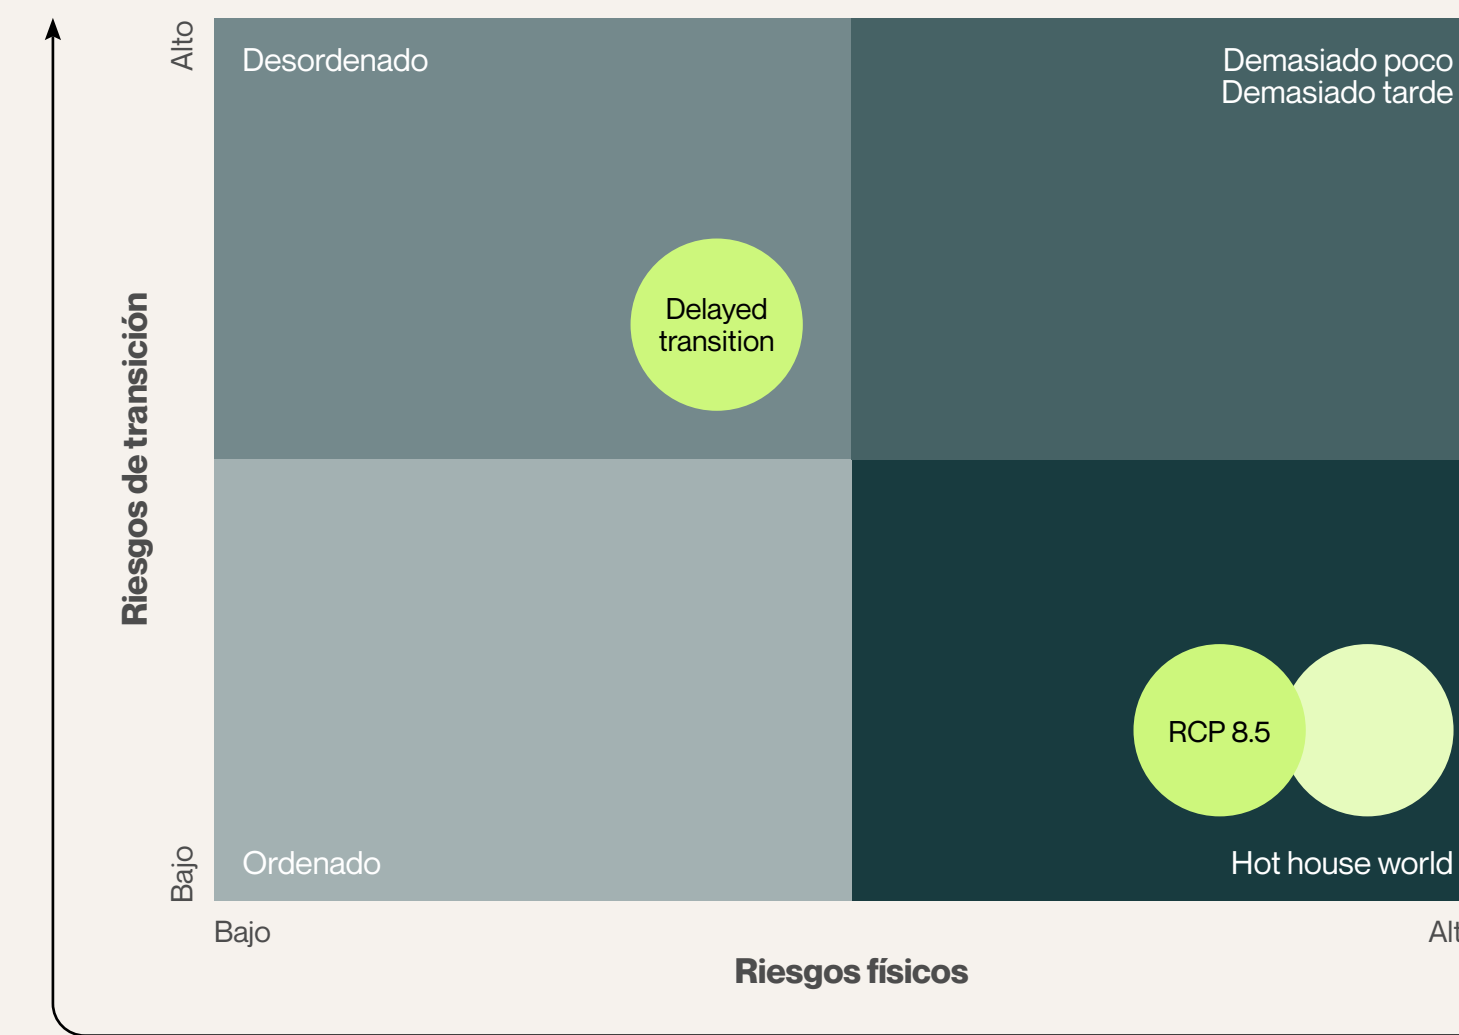 Alto
Desordenado
Demasiado poco
Demasiado tarde
Delayed
transition
Riesgos de transición
RCP 8.5
Bajo
Ordenado
Hot house world
Bajo
Alt
Riesgos físicos